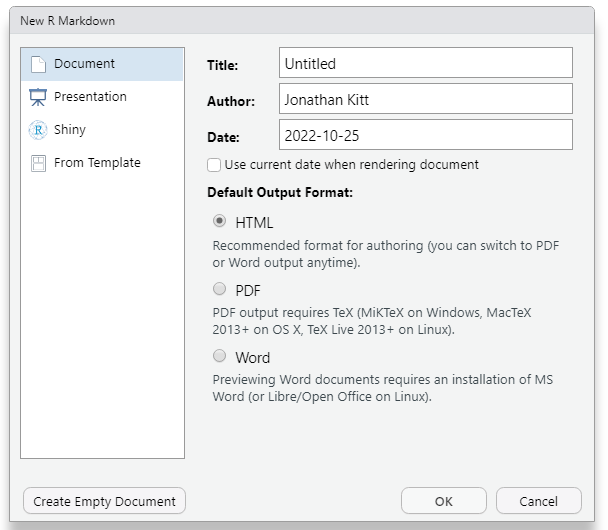 New R Markdown
Document
Presentation
Shiny
From Template
Title: Untitled
Author: Jonathan Kitt
Date: 2022-10-25
Use current date when rendering document
Default Output Format:
HTML
Recommended format for authoring (you can switch to PDF
or Word output anytime).
PDF
PDF output requires TeX (MiKTeX on Windows, MacTeX
2013+ on OS X, TeX Live 2013+ on Linux).
Word
Previewing Word documents requires an installation of MS
Word (or Libre/Open Office on Linux).
Create Empty Document
OK
Cancel